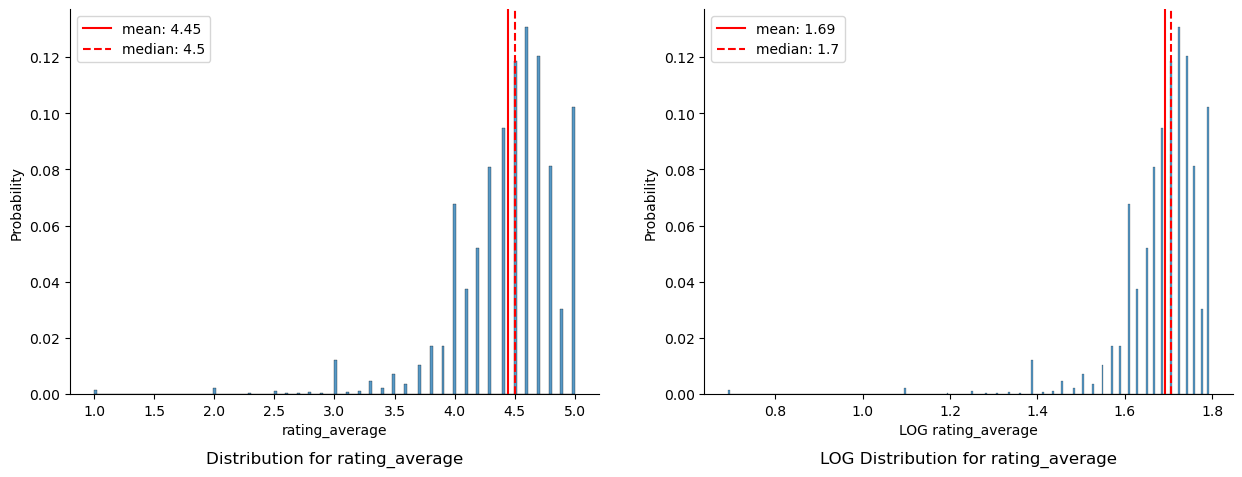 mean: 4.45
median: 4.5
0.12
0.10
0.08
0.06
0.04
0.02
0.00
Probability
1.0 1.5 2.0 2.5 3.0 3.5 4.0 4.5 5.0
rating_average
Distribution for rating_average
mean: 1.69
median: 1.7
0.12
0.10
0.08
0.06
0.04
0.02
0.00
Probability
0.8 1.0 1.2 1.4 1.6 1.8
LOG rating_average
LOG Distribution for rating_average